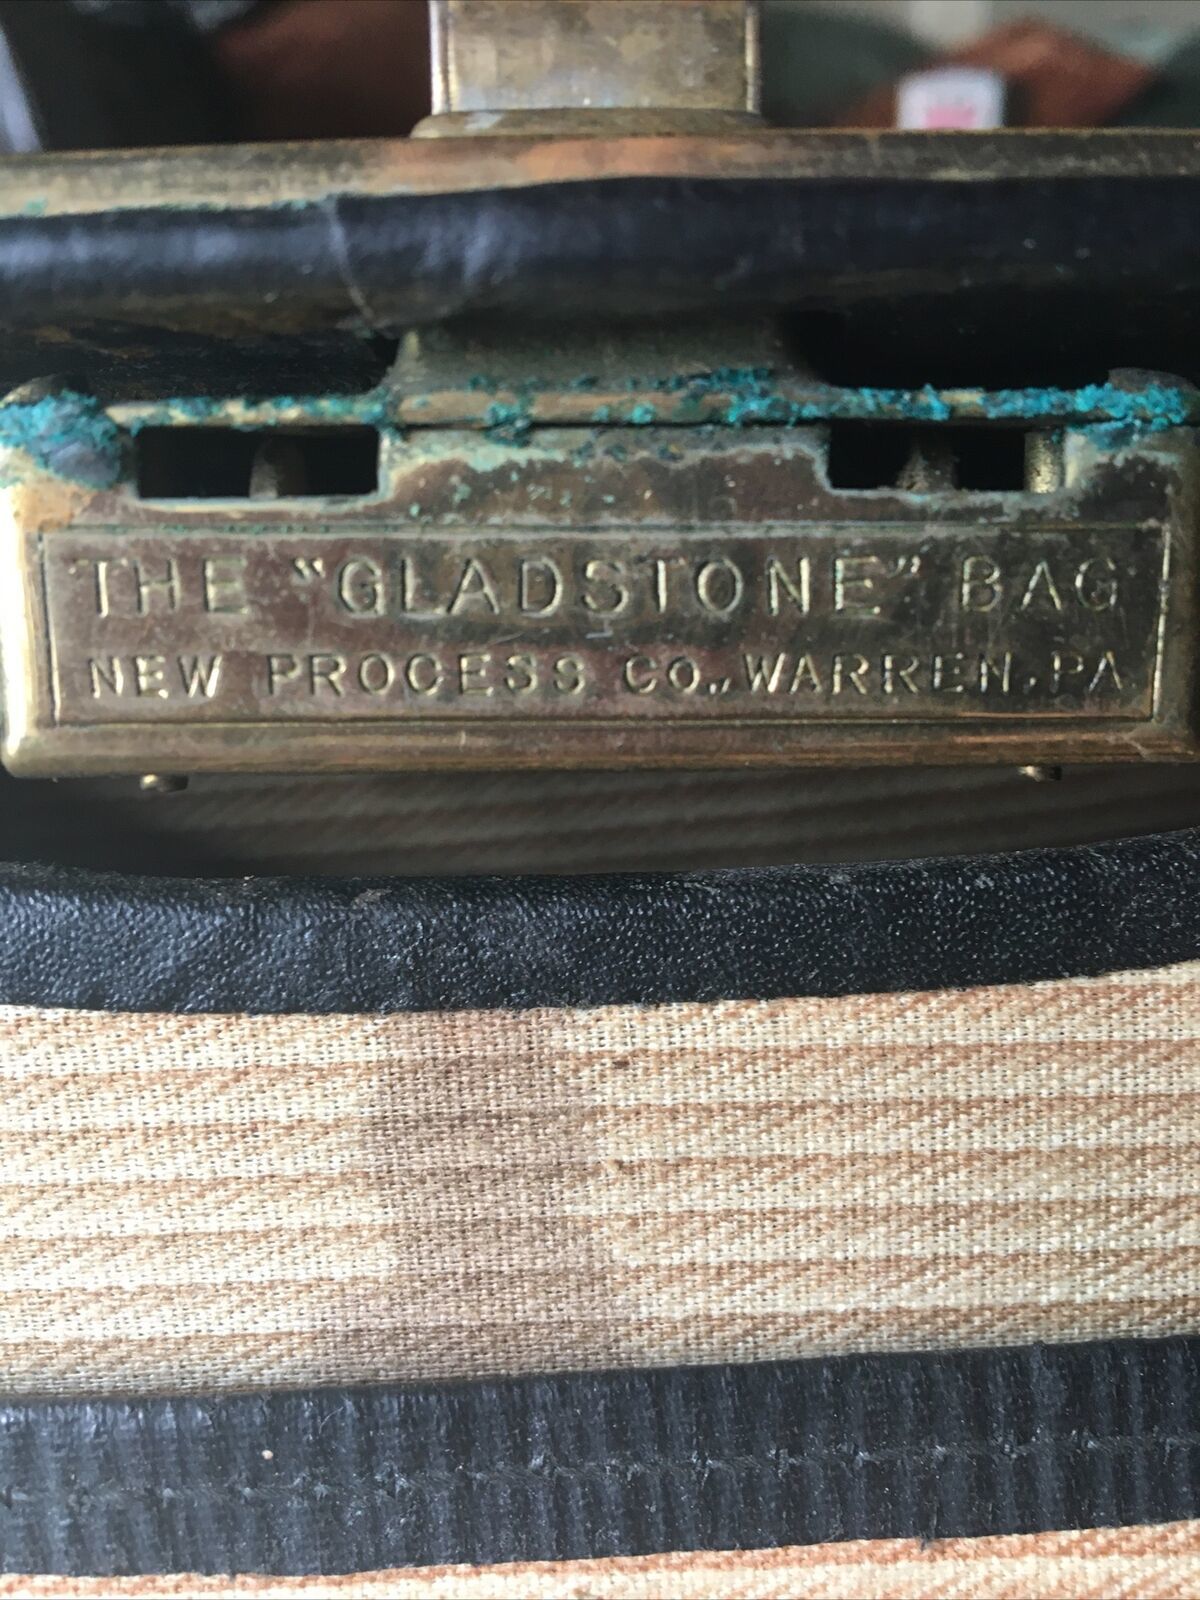 THE "GLADSTONE" BAG
NEW PROCESS CO., WARREN, PA.